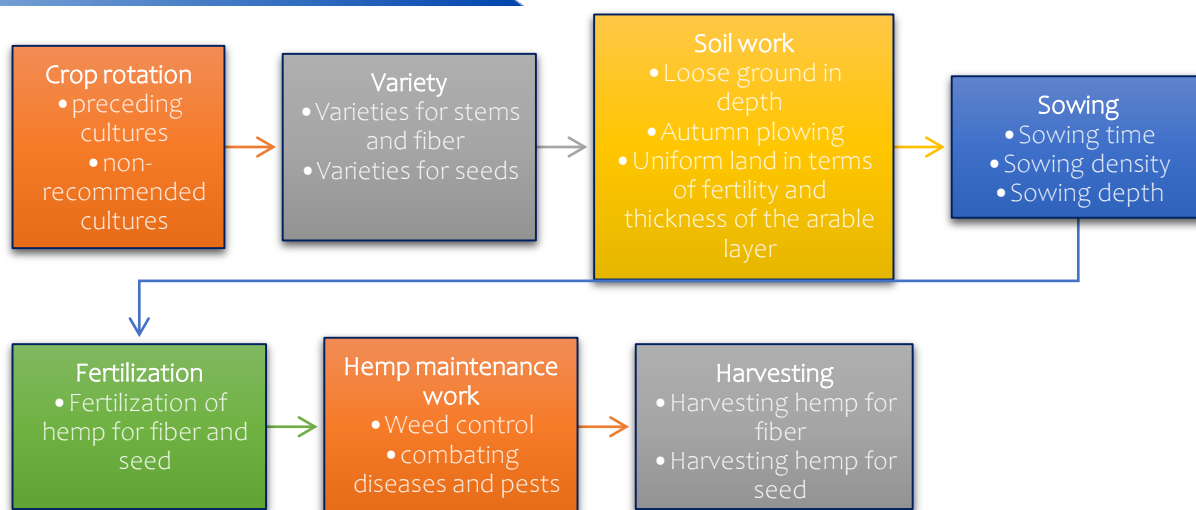 Crop rotation
• preceding
cultures
• non-
recommended
cultures
Variety
• Varieties for stems
and fiber
• Varieties for seeds
Soil work
• Loose ground in
depth
• Autumn plowing
• Uniform land in terms
of fertility and
thickness of the arable
layer
Sowing
• Sowing time
• Sowing density
• Sowing depth
Fertilization
• Fertilization of
hemp for fiber and
seed
Hemp maintenance
work
• Weed control
• combating
diseases and pests
Harvesting
• Harvesting hemp for
fiber
• Harvesting hemp for
seed